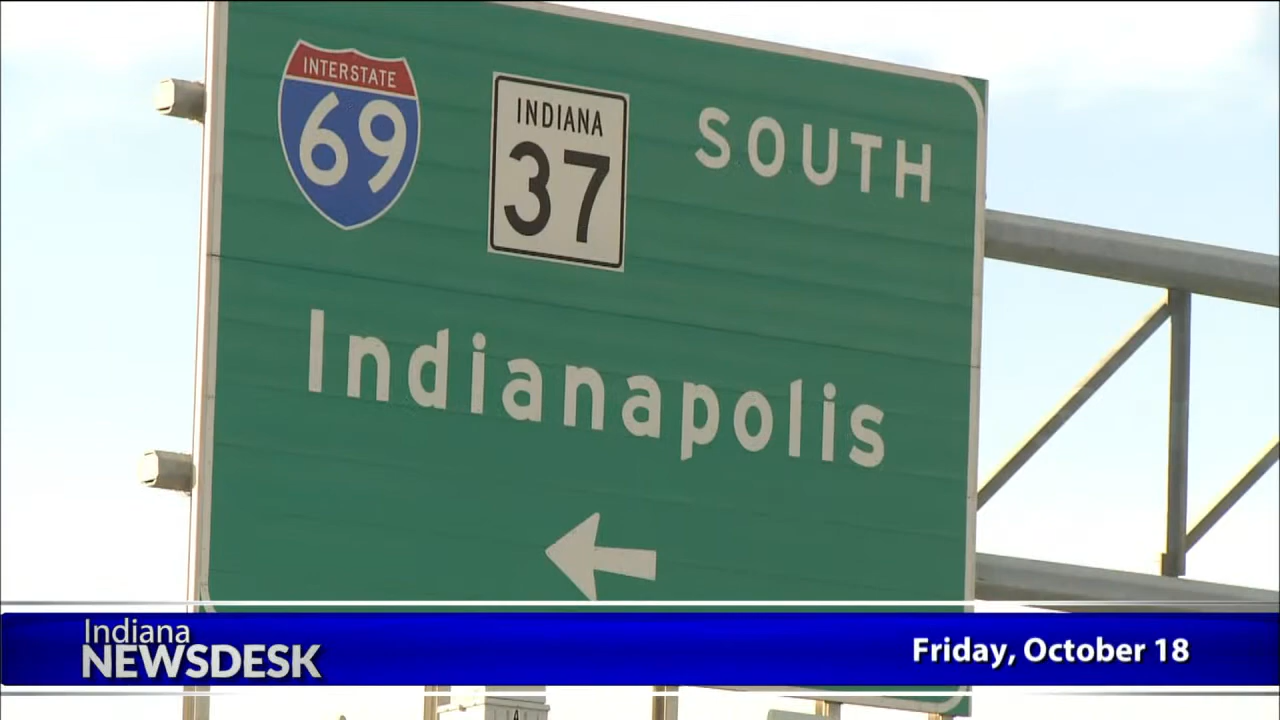 INTERSTATE
69
INDIANA
37
SOUTH
Indianapolis
Indiana
NEWSDESK
Friday, October 18